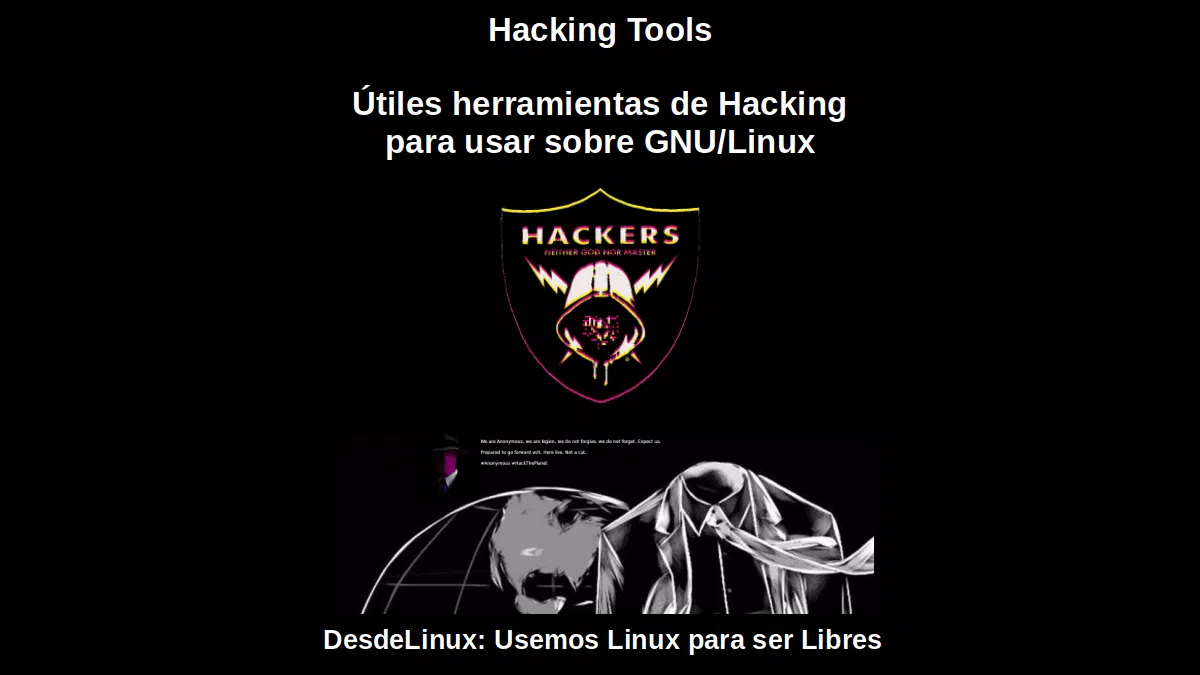 Hacking Tools
Útiles herramientas de Hacking
para usar sobre GNU/Linux
HACKERS
NEITHER GOD NOR MASTER
We are Anonymous, we are legion, we do not forgive, we do not forget. Expect us.
Prepared to go forward w/it. Hero live. Not a cat.
#Anonymous #HackThePlanet
DesdeLinux: Usemos Linux para ser Libres